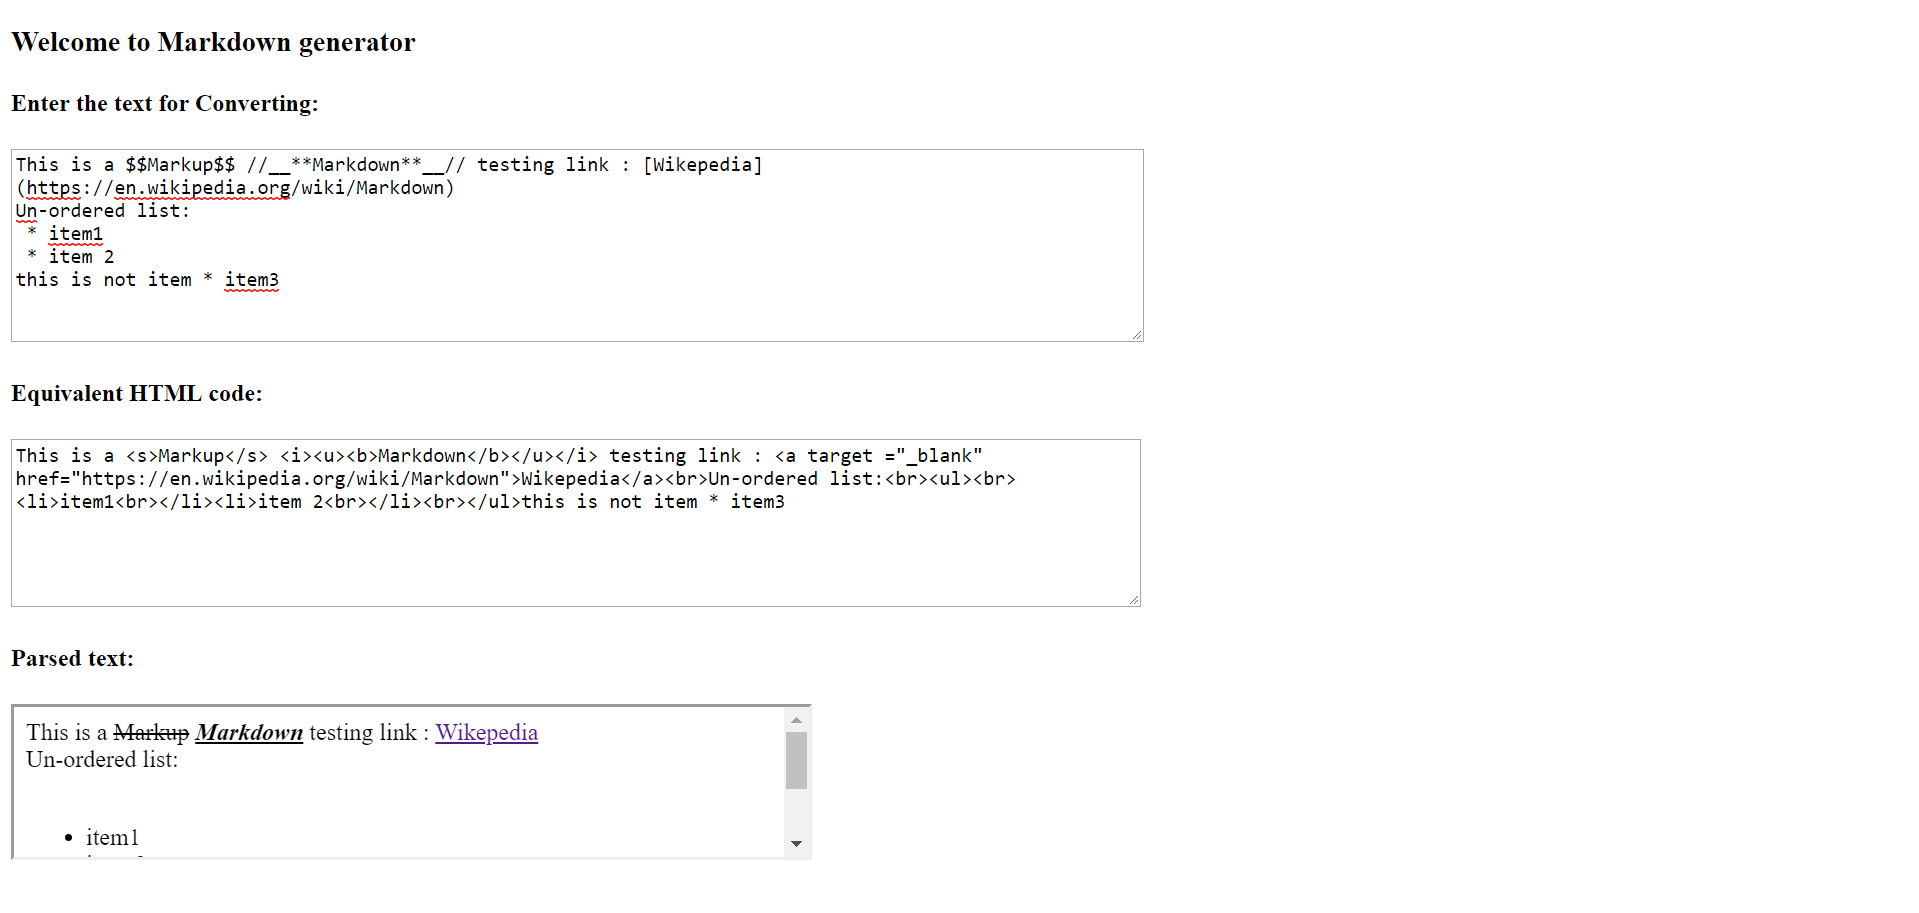 Welcome to Markdown generator
Enter the text for Converting:
This is a $$Markup$$ //__**Markdown**__// testing link : [Wikepedia]
(https://en.wikipedia.org/wiki/Markdown)
Un-ordered list:
 * item1
 * item 2
this is not item * item3
Equivalent HTML code:
This is a <s>Markup</s> <i><u><b>Markdown</b></u></i> testing link : <a target ="_blank"
href="https://en.wikipedia.org/wiki/Markdown">Wikepedia</a><br>Un-ordered list:<br><ul><br>
<li>item1<br></li><li>item 2<br></li><br></ul>this is not item * item3
Parsed text:
This is a Markup Markdown testing link : Wikepedia
Un-ordered list:
• item1